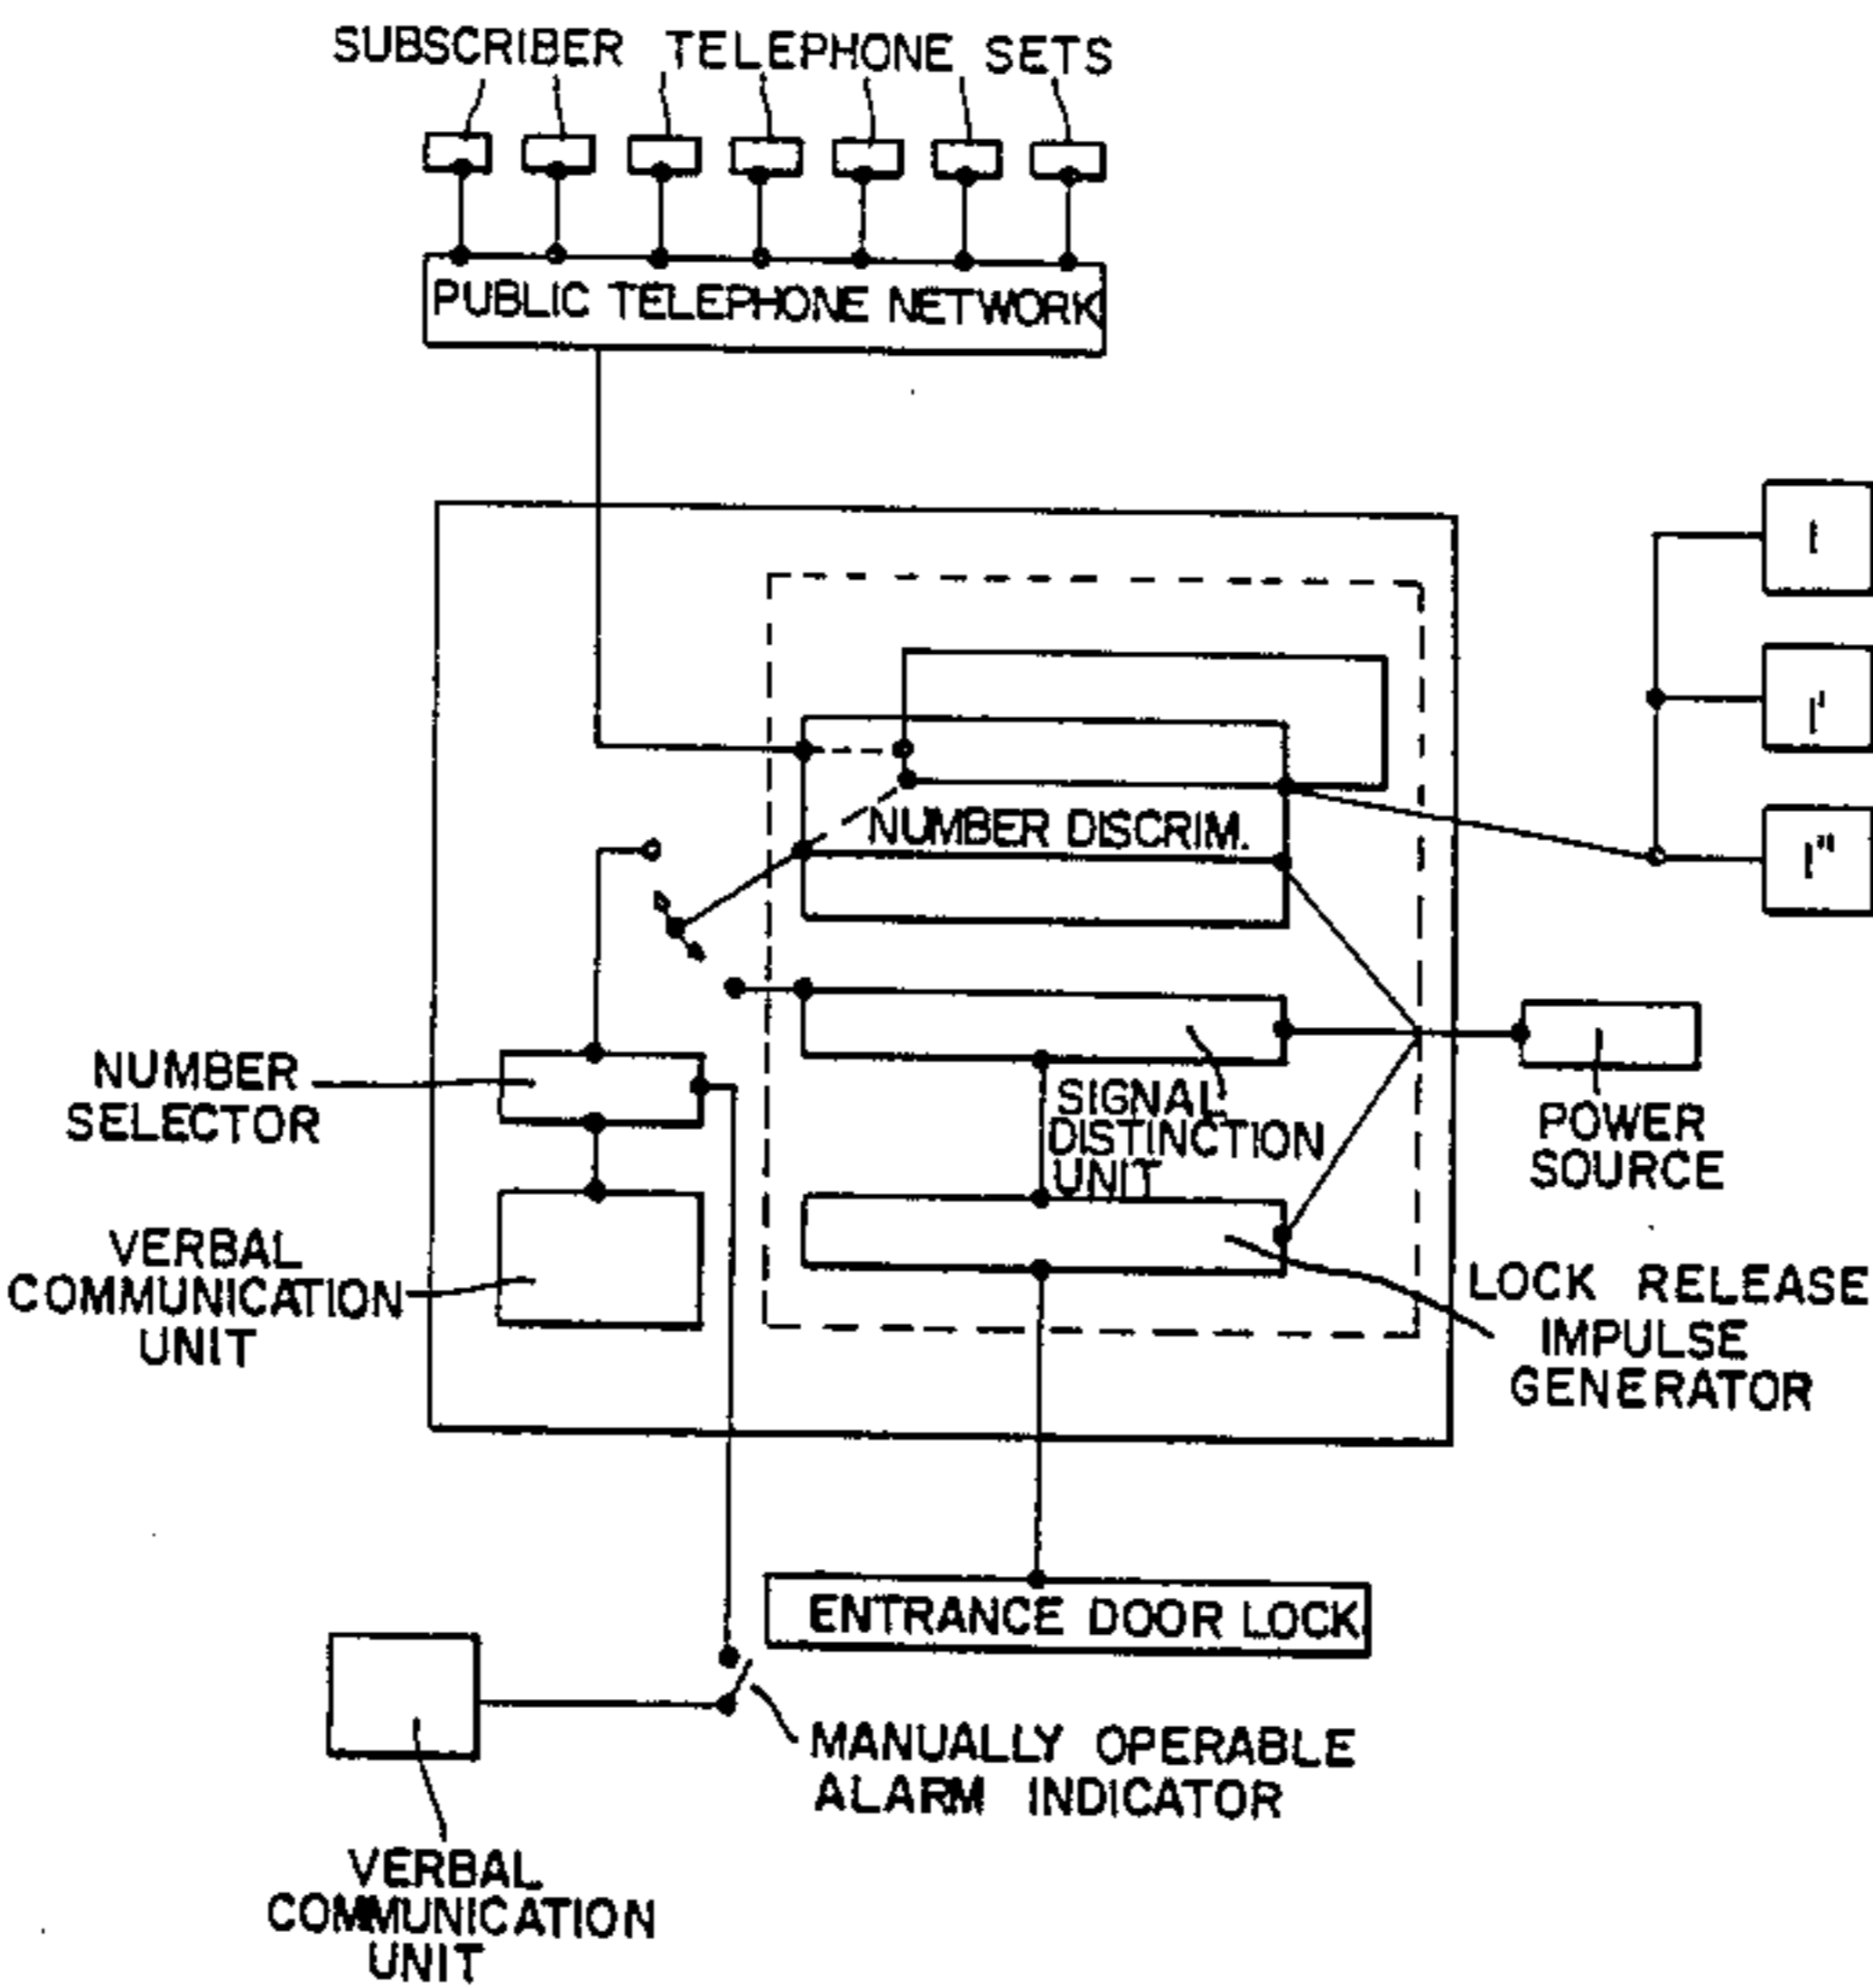 SUBSCRIBER TELEPHONE SETS
PUBLIC TELEPHONE NETWORK
I
I'
I"
NUMBER DISCRIM.
NUMBER
SELECTOR
SIGNAL
DISTINCTION
UNIT
POWER
SOURCE
VERBAL
COMMUNICATION
UNIT
LOCK RELEASE
IMPULSE
GENERATOR
ENTRANCE DOOR LOCK
MANUALLY OPERABLE
ALARM INDICATOR
VERBAL
COMMUNICATION
UNIT